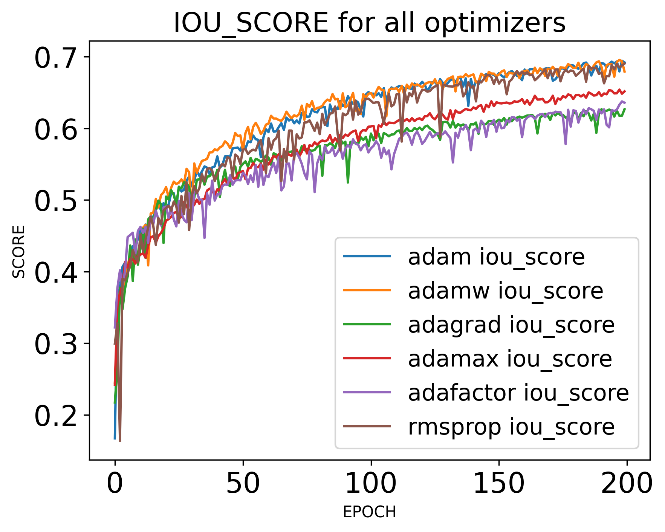 IOU_SCORE for all optimizers
0.7
0.6
0.5
0.4
0.3
0.2
SCORE
adam iou_score
adamw iou_score
adagrad iou_score
adamax iou_score
adafactor iou_score
rmsprop iou_score
0 50 100 150 200
EPOCH